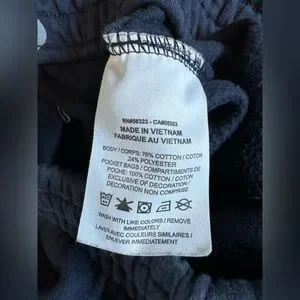 RN#56323 - CA#05553
MADE IN VIETNAM
FABRIQUE AU VIETNAM
BODY / CORPS: 76% COTTON / COTON
24% POLYESTER
POCKET BAGS / COMPARTIMENTS DE
POCHE: 100% COTTON / COTON
EXCLUSIVE OF DECORATION /
DECORATION NON COMPRISE
WASH WITH LIKE COLORS / REMOVE
IMMEDIATELY
LAVER AVEC COULEURS SIMILAIRES /
ENLEVER IMMEDIATEMENT